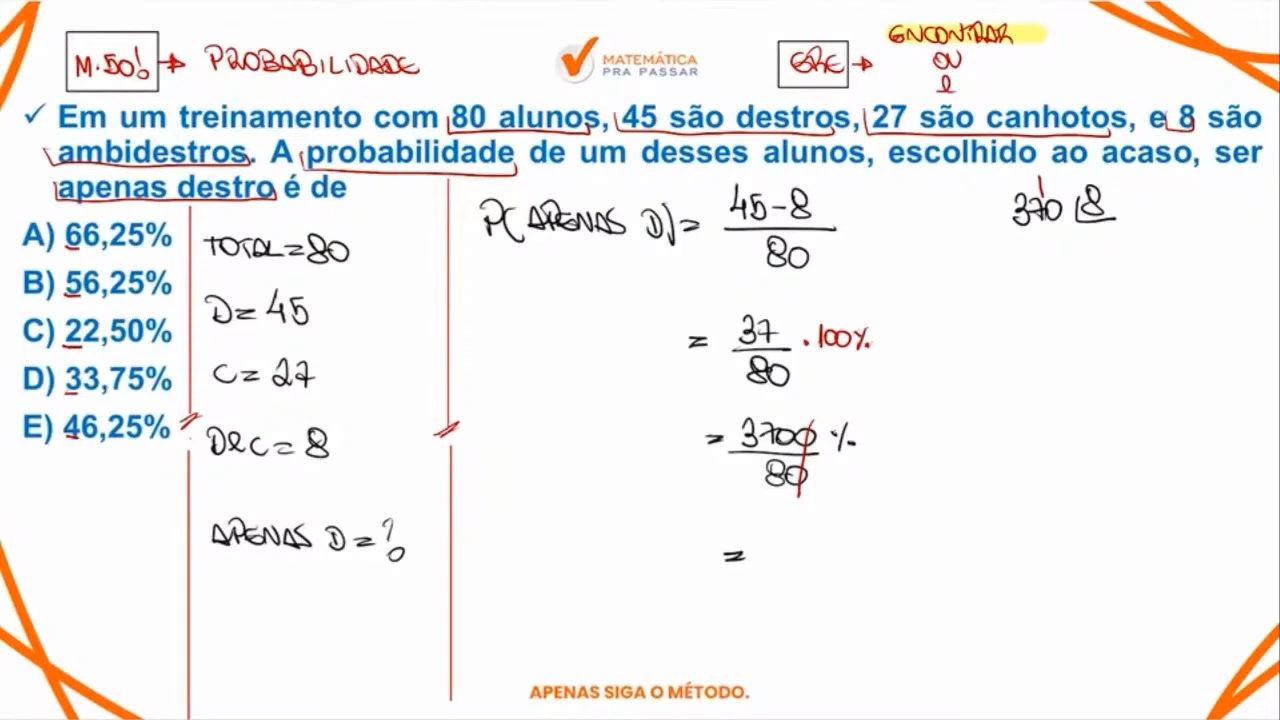 M.50! → PROBABILIDADE
MATEMÁTICA
PRA PASSAR
GRE → ENCONTRAR
OU
✓ Em um treinamento com 80 alunos, 45 são destros, 27 são canhotos, e 8 são
ambidestros. A probabilidade de um desses alunos, escolhido ao acaso, ser
apenas destro é de
A) 66,25%
B) 56,25%
C) 22,50%
D) 33,75%
E) 46,25%
TOTAL = 80
D = 45
C = 27
DeC = 8
APENAS D = ?
P(APENAS D) = 45-8
80
= 37 . 100%
80
= 3700 %
80
=
370 8
APENAS SIGA O MÉTODO.